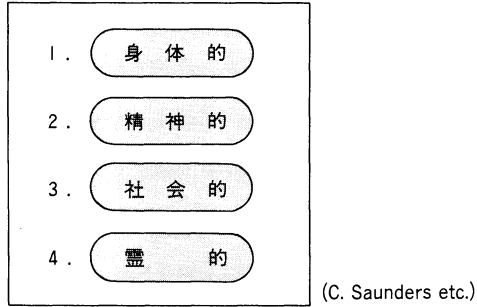 1. 身体的
2. 精神的
3. 社会的
4. 霊的
(C. Saunders etc.)